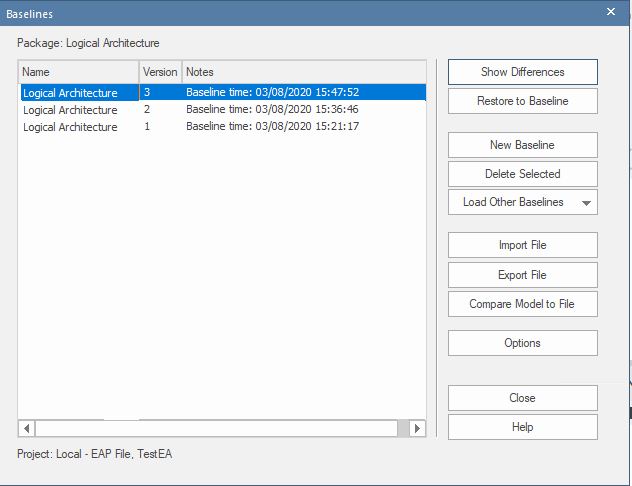 Baselines
Package: Logical Architecture
Name Version Notes
Logical Architecture 3 Baseline time: 03/08/2020 15:47:52
Logical Architecture 2 Baseline time: 03/08/2020 15:36:46
Logical Architecture 1 Baseline time: 03/08/2020 15:21:17
Show Differences
Restore to Baseline
New Baseline
Delete Selected
Load Other Baselines
Import File
Export File
Compare Model to File
Options
Close
Help
Project: Local - EAP File, TestEA